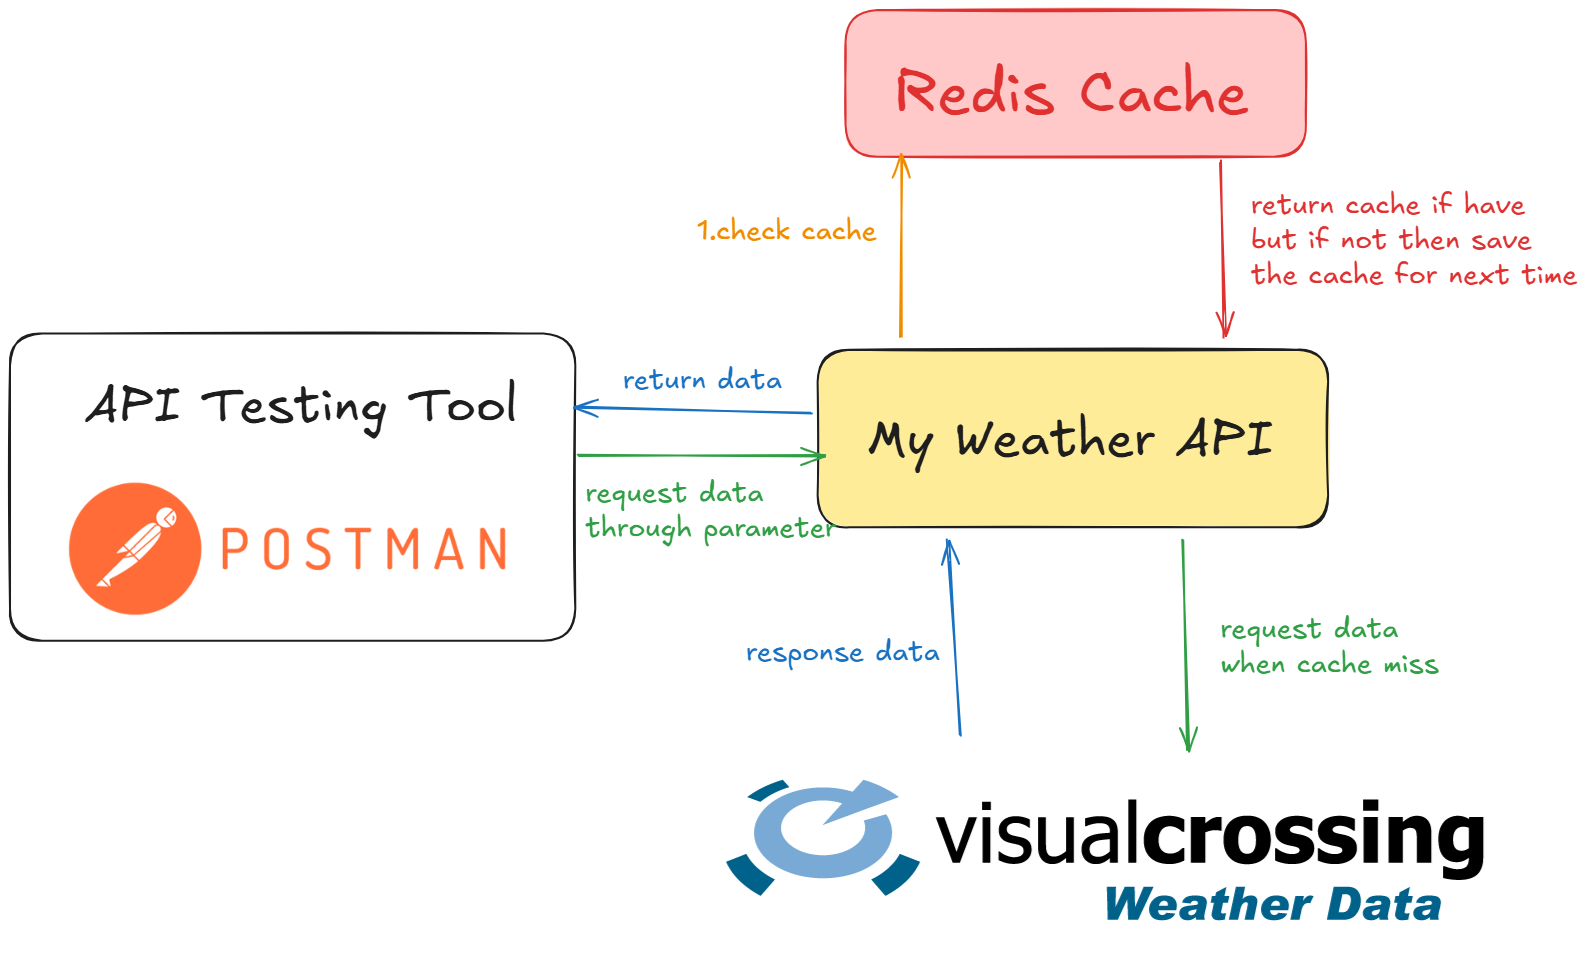 Redis Cache
1.check cache
return cache if have
but if not then save
the cache for next time
API Testing Tool
POSTMAN
return data
request data
through parameter
My Weather API
response data
request data
when cache miss
visualcrossing
Weather Data